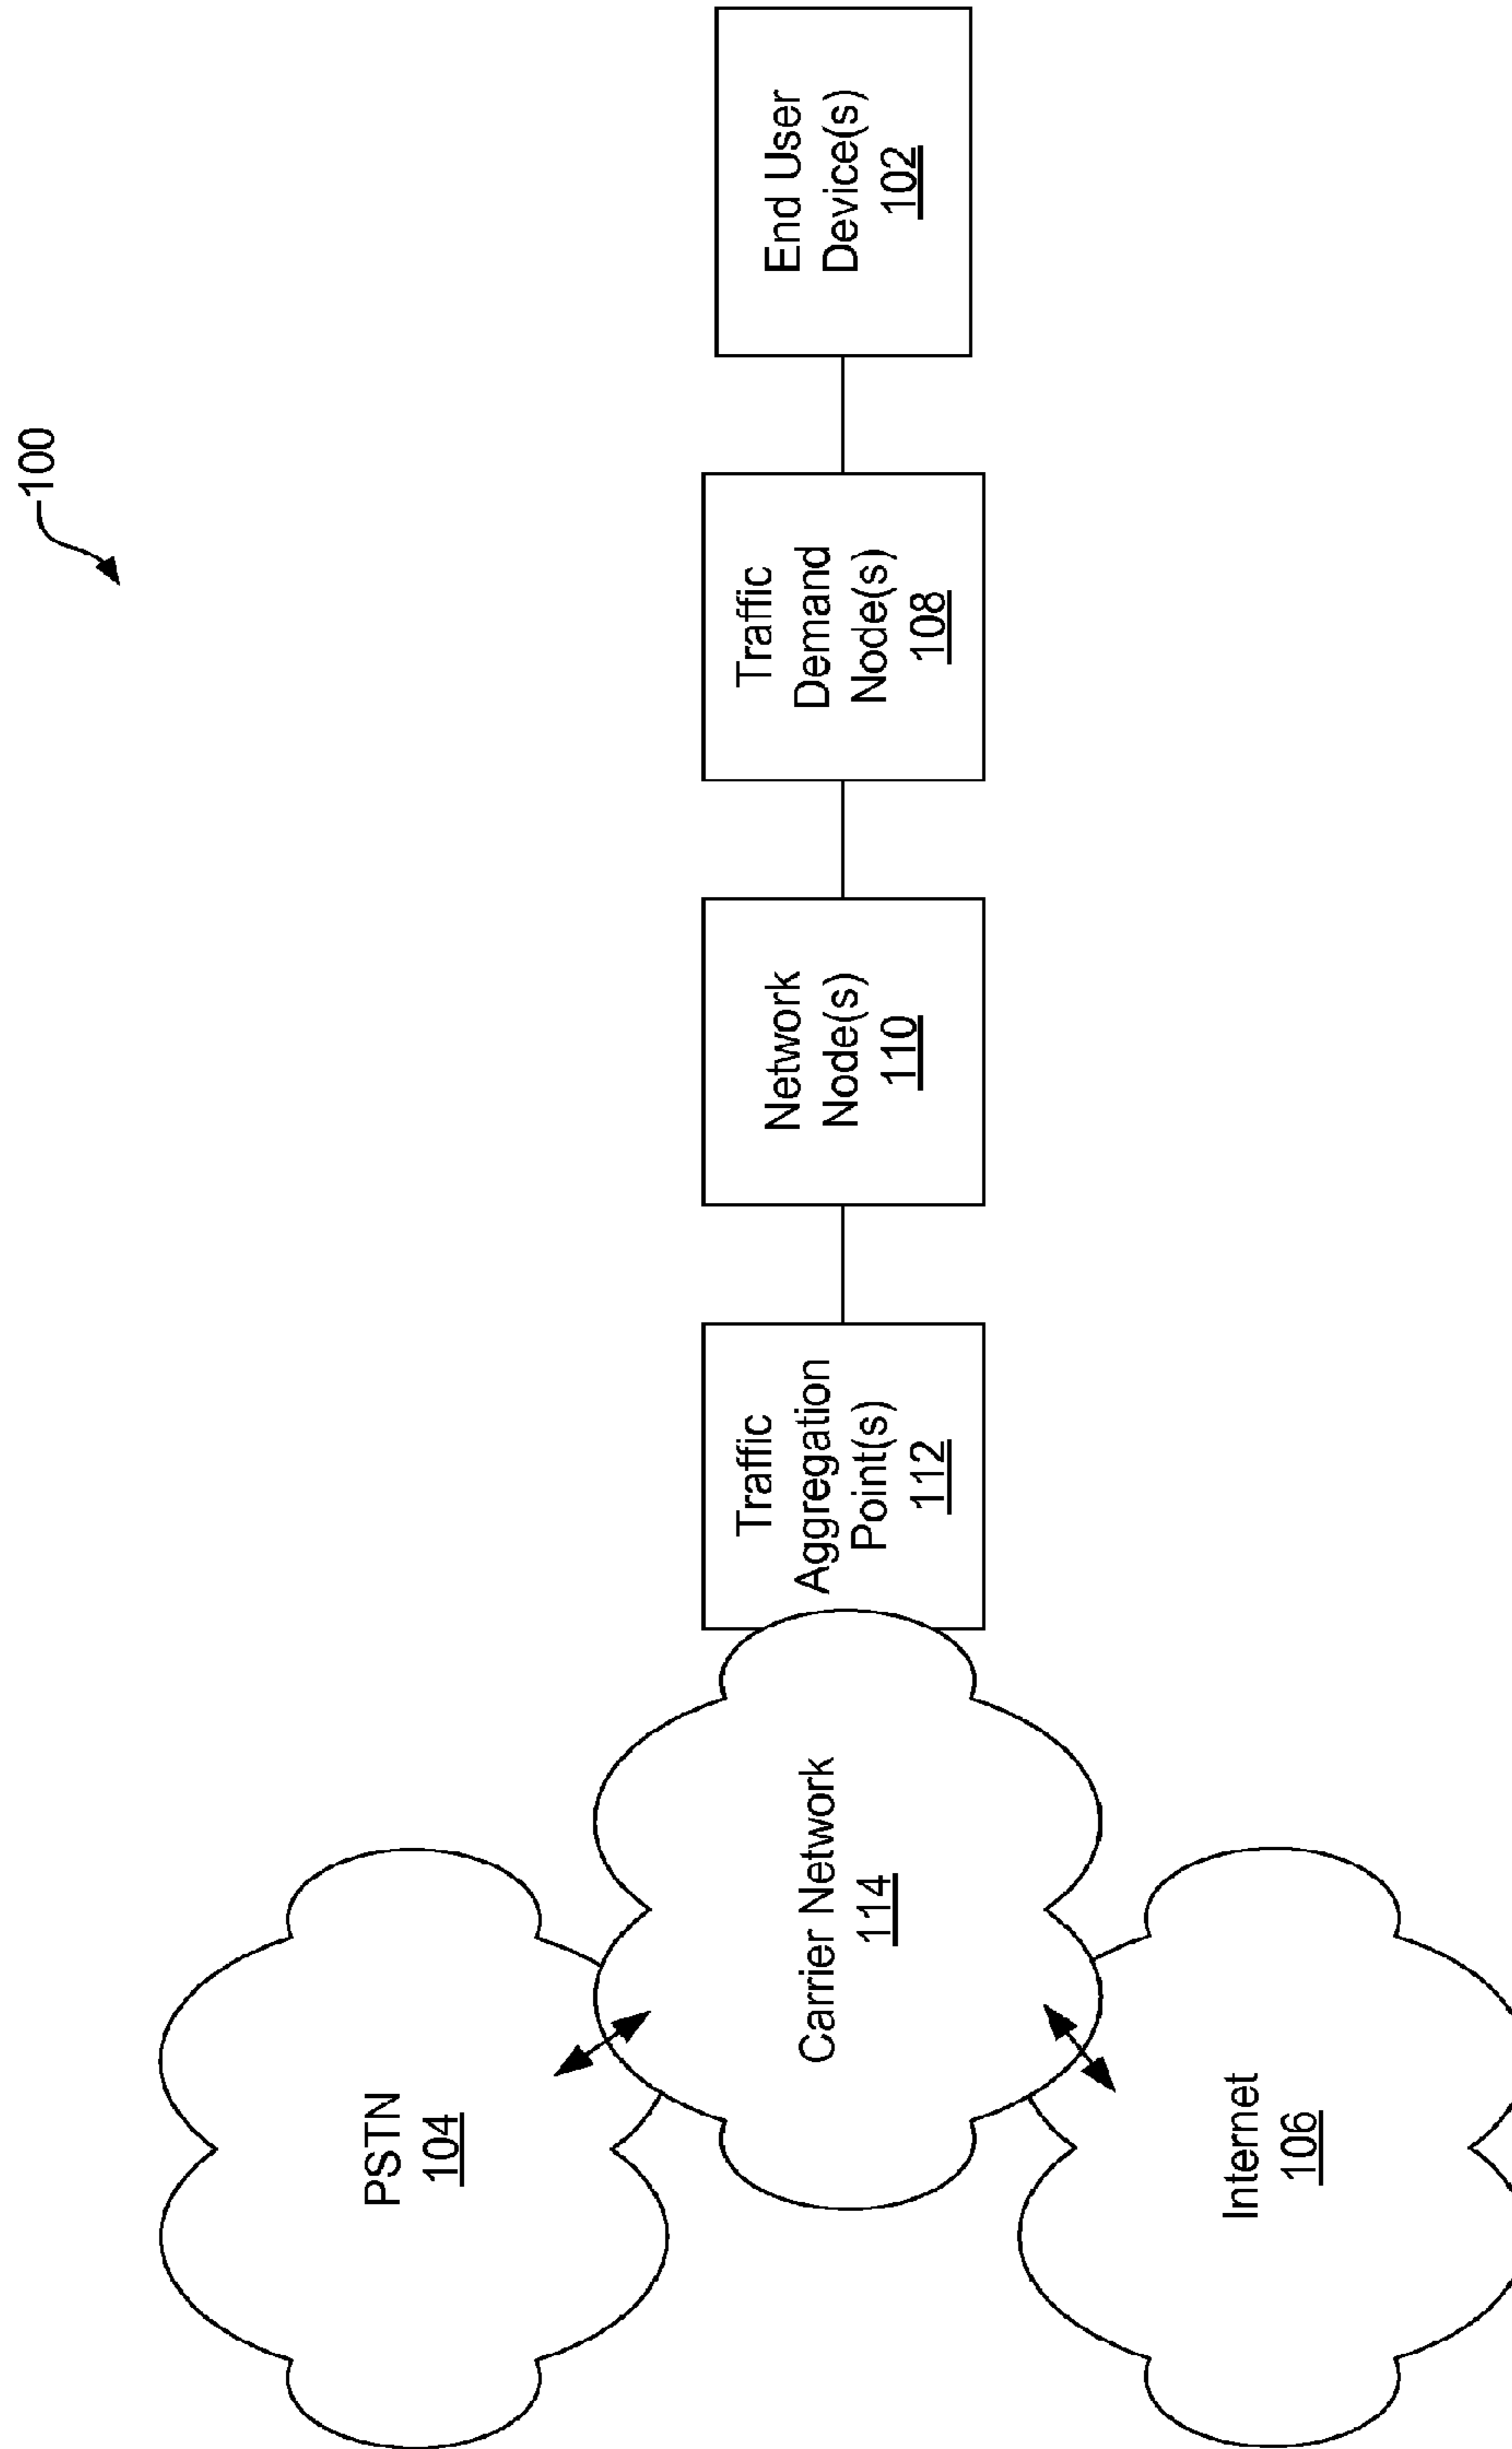 100
PSTN
104
Carrier Network
114
Internet
106
Traffic
Aggregation
Point(s)
112
Network
Node(s)
110
Traffic
Demand
Node(s)
108
End User
Device(s)
102